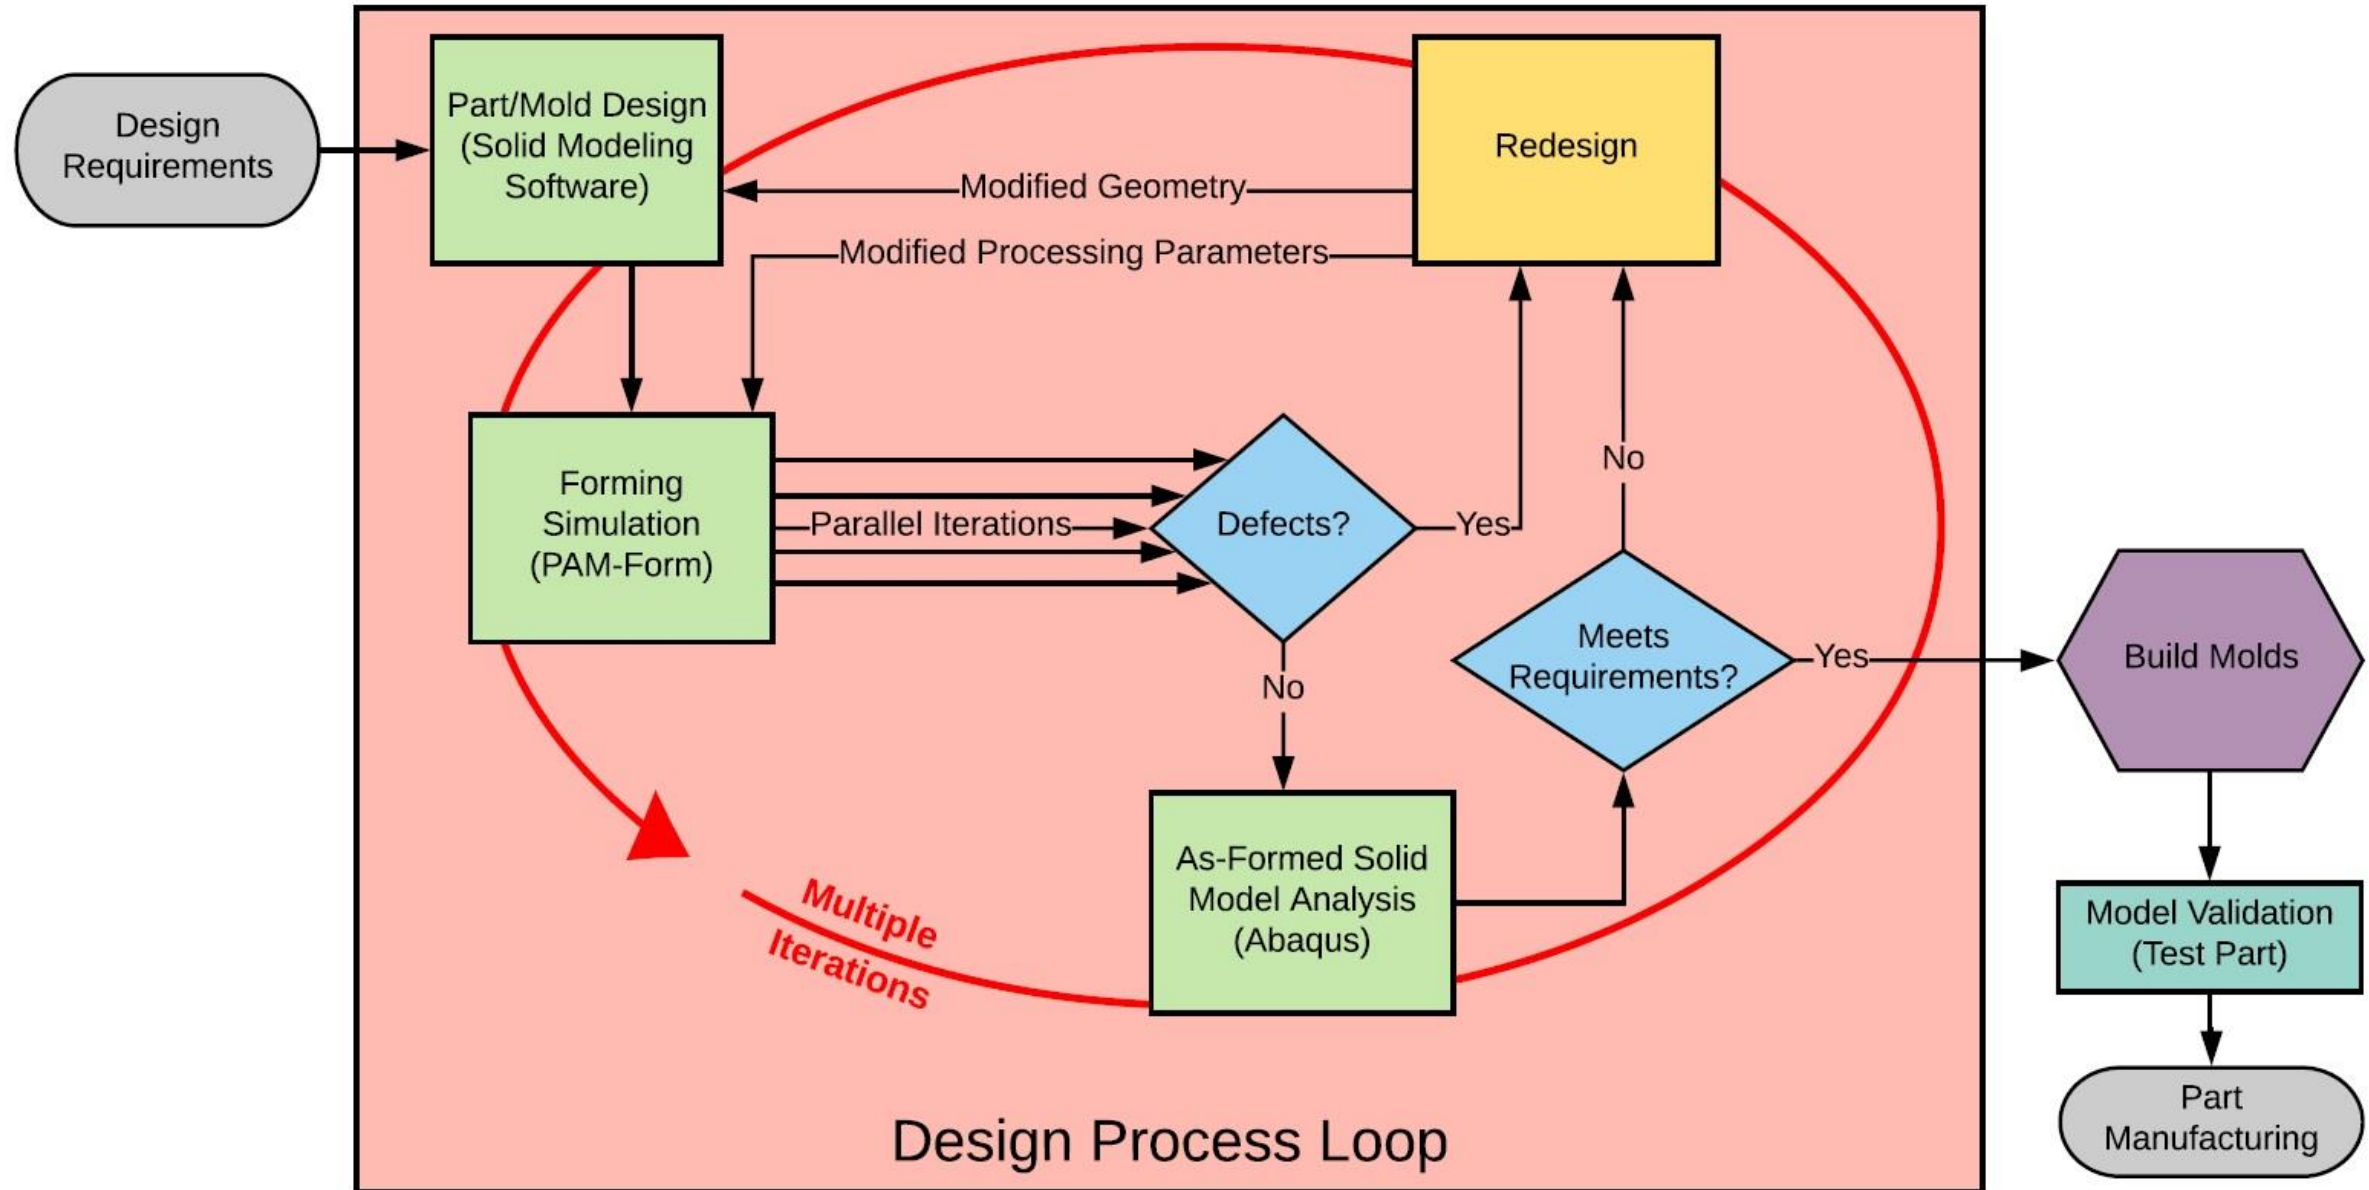 Design
Requirements
Part/Mold Design
(Solid Modeling
Software)
Redesign
Modified Geometry
Modified Processing Parameters
Forming
Simulation
(PAM-Form)
Parallel Iterations
Defects?
Yes
No
No
Meets
Requirements?
Yes
Build Molds
As-Formed Solid
Model Analysis
(Abaqus)
Multiple
Iterations
Model Validation
(Test Part)
Part
Manufacturing
Design Process Loop